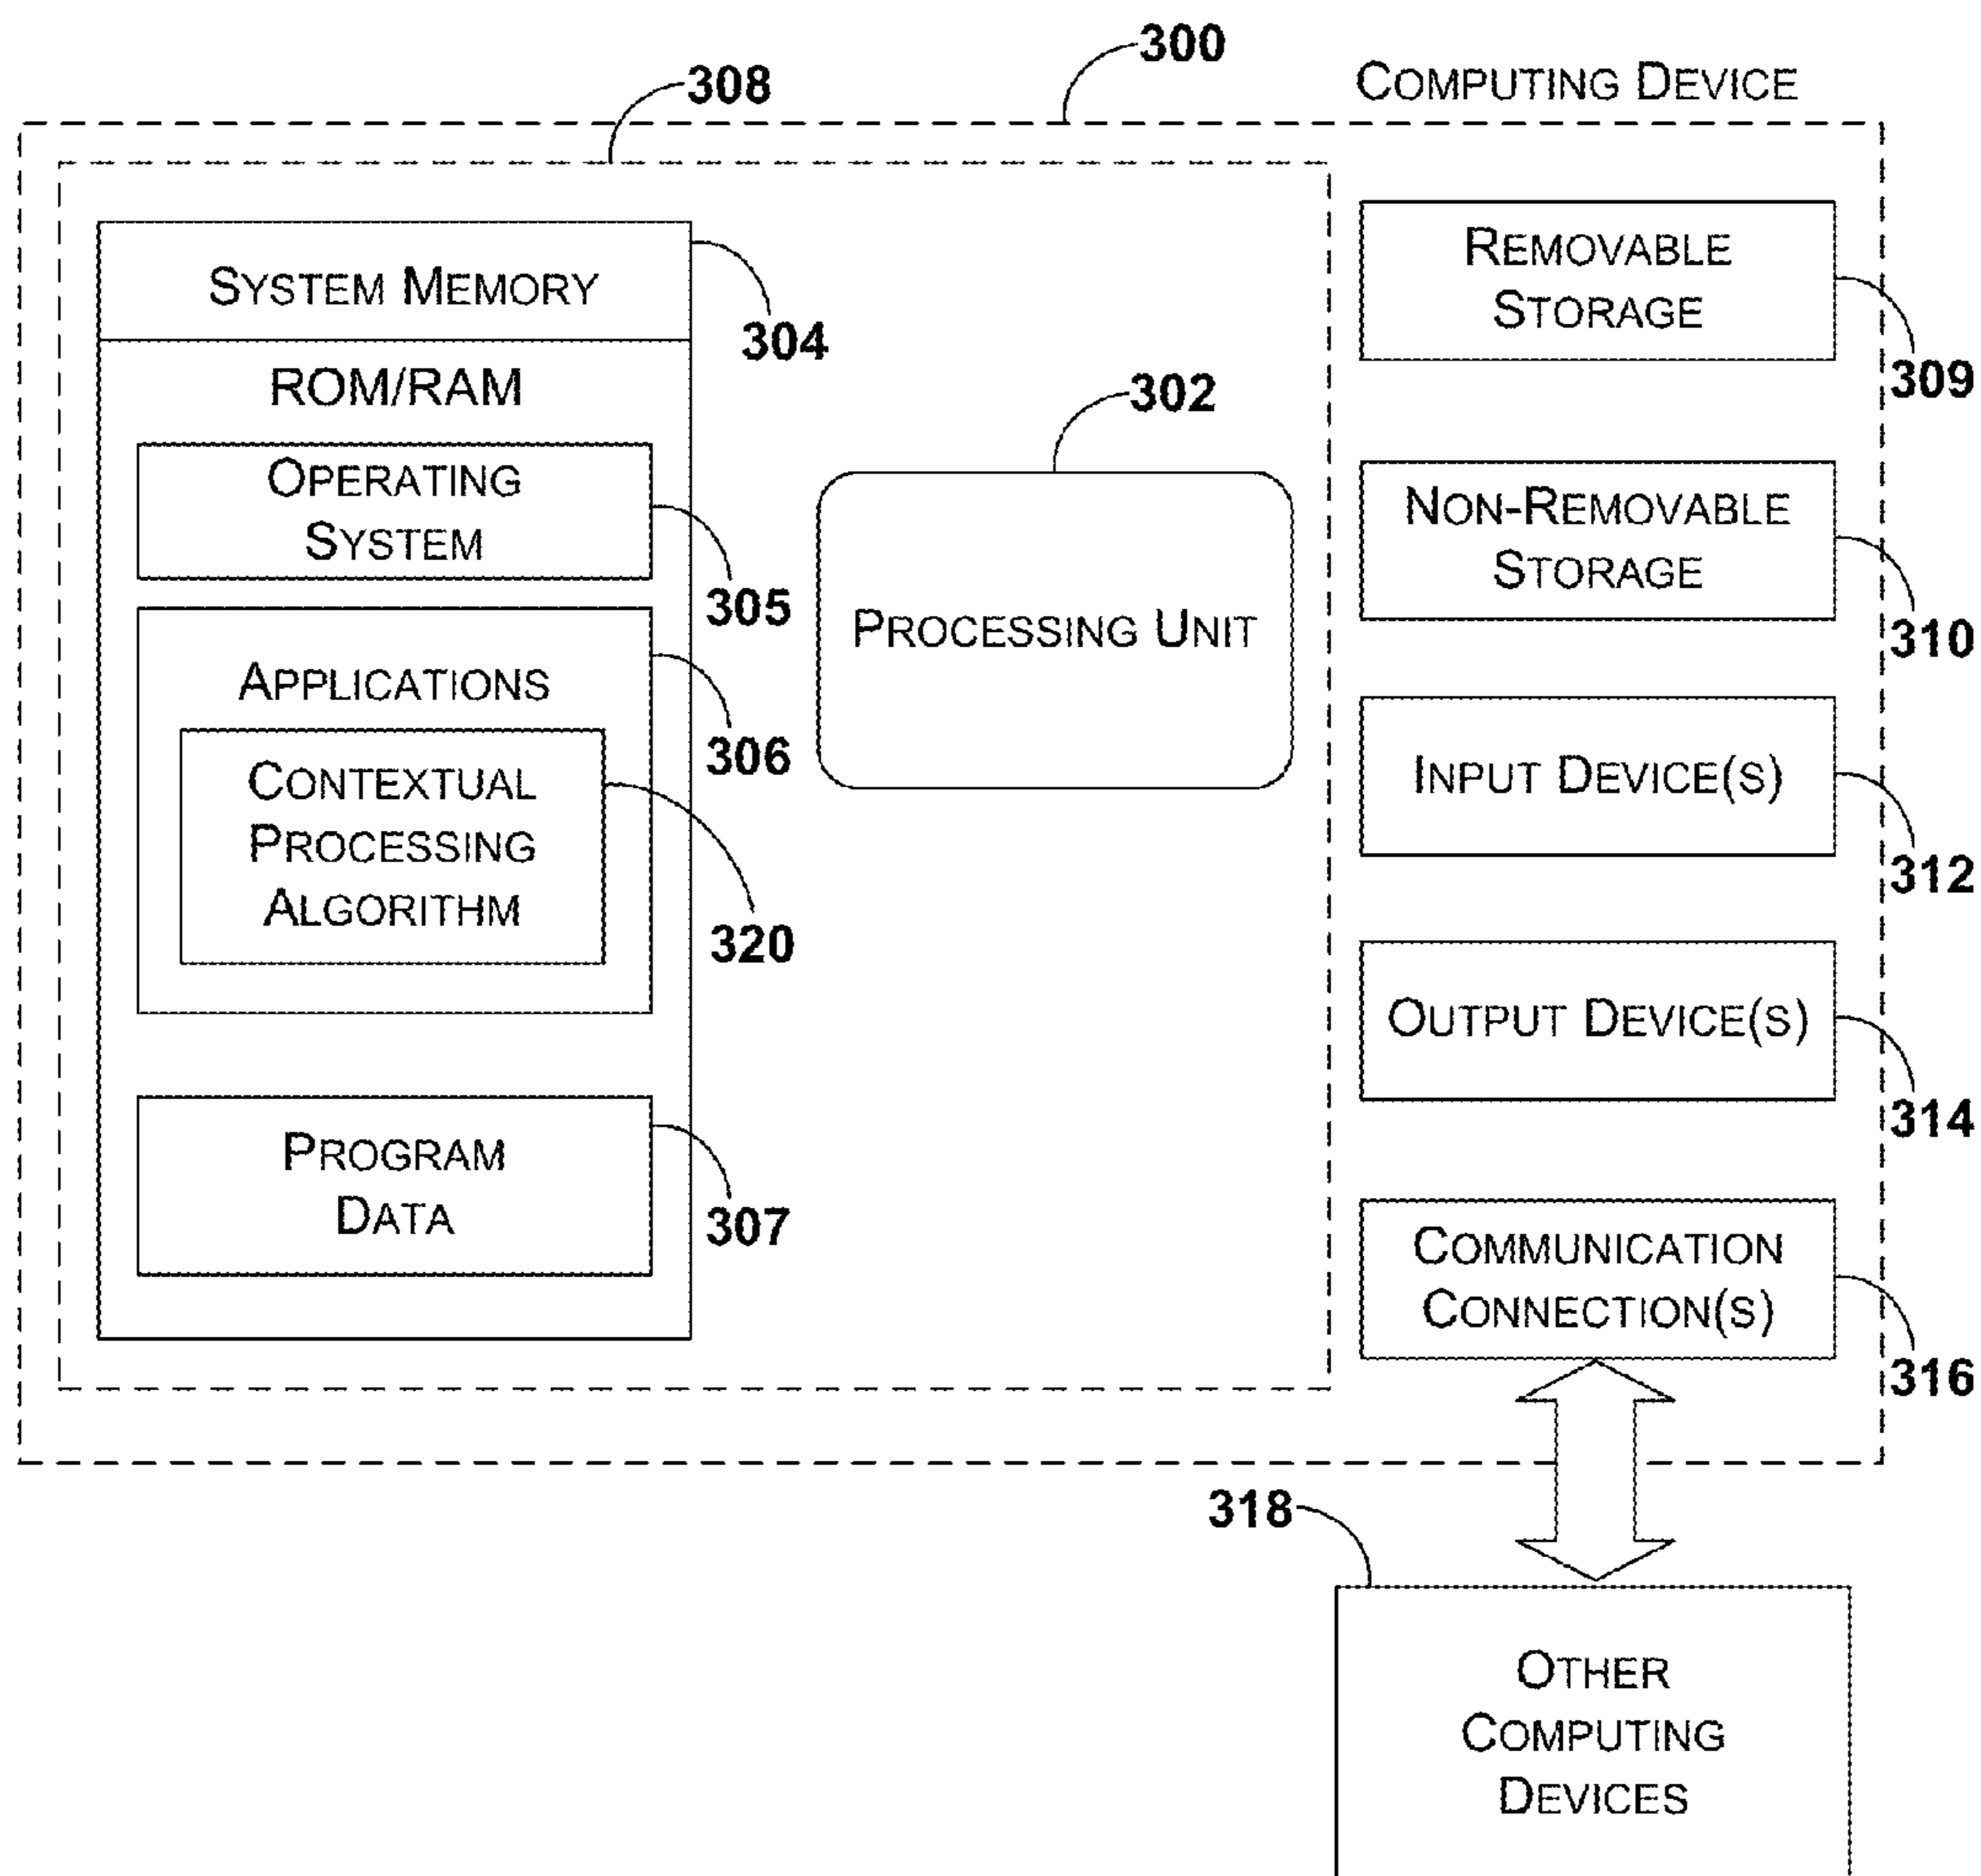 300
COMPUTING DEVICE
308
SYSTEM MEMORY
304
ROM/RAM
OPERATING
SYSTEM
305
APPLICATIONS
306
CONTEXTUAL
PROCESSING
ALGORITHM
320
PROGRAM
DATA
307
302
PROCESSING UNIT
REMOVABLE
STORAGE
309
NON-REMOVABLE
STORAGE
310
INPUT DEVICE(S)
312
OUTPUT DEVICE(S)
314
COMMUNICATION
CONNECTION(S)
316
318
OTHER
COMPUTING
DEVICES